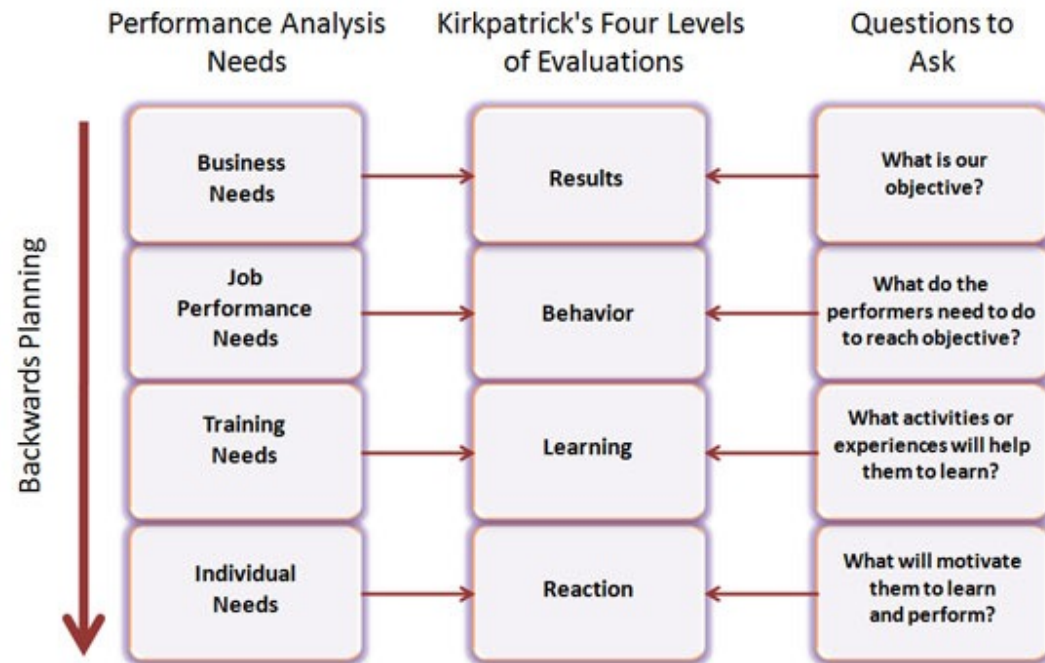 Performance Analysis
Needs
Kirkpatrick's Four Levels
of Evaluations
Questions to
Ask
Backwards Planning
Business
Needs
Results
What is our
objective?
Job
Performance
Needs
Behavior
What do the
performers need to do
to reach objective?
Training
Needs
Learning
What activities or
experiences will help
them to learn?
Individual
Needs
Reaction
What will motivate
them to learn
and perform?